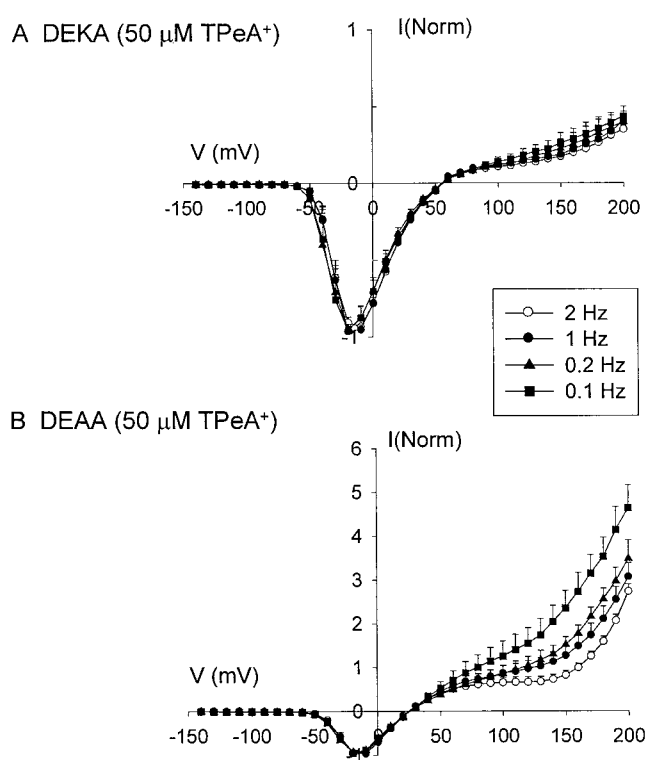 A DEKA (50 μM TPeA⁺)
1
I(Norm)
V (mV)
0
-150 -100 -50 0 50 100 150 200
-1
2 Hz
1 Hz
0.2 Hz
0.1 Hz
B DEAA (50 μM TPeA⁺)
6
I(Norm)
5
4
3
2
1
V (mV)
0
-150 -100 -50 0 50 100 150 200
-1